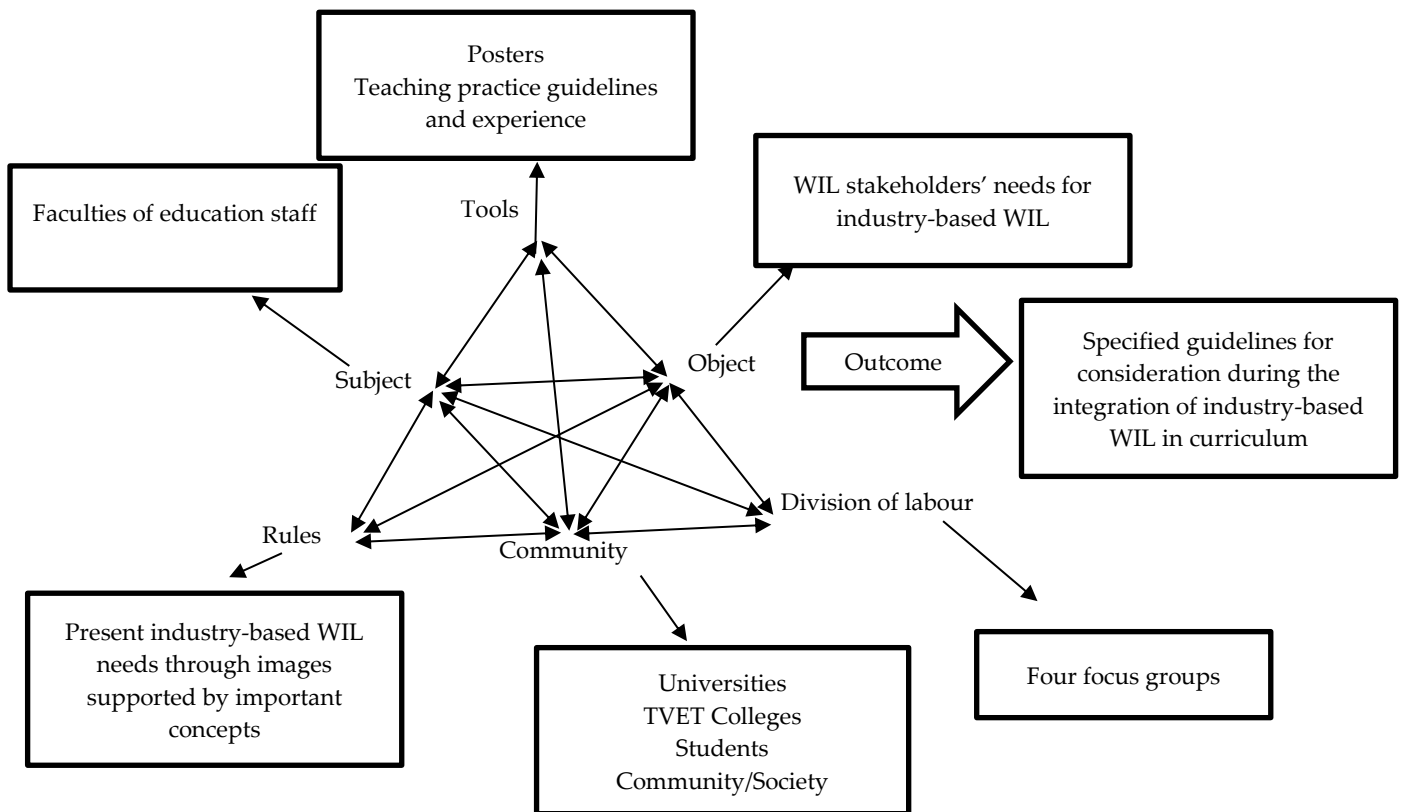 Posters
Teaching practice guidelines
and experience
Faculties of education staff
WIL stakeholders’ needs for
industry-based WIL
Tools
Subject
Object
Outcome
Specified guidelines for
consideration during the
integration of industry-based
WIL in curriculum
Rules
Community
Division of labour
Present industry-based WIL
needs through images
supported by important
concepts
Universities
TVET Colleges
Students
Community/Society
Four focus groups